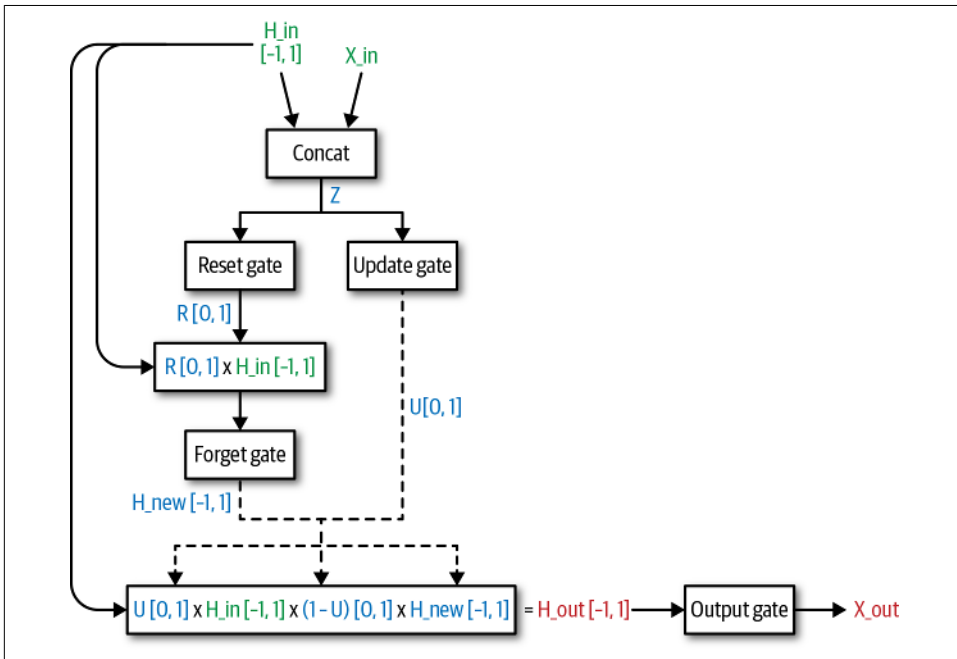 H_in
[–1, 1]
X_in
Concat
Z
Reset gate
Update gate
R [0, 1]
R [0, 1] x H_in [–1, 1]
U[0, 1]
Forget gate
H_new [–1, 1]
U [0, 1] x H_in [–1, 1] x (1 – U) [0, 1] x H_new [–1, 1]
= H_out [–1, 1]
Output gate
X_out